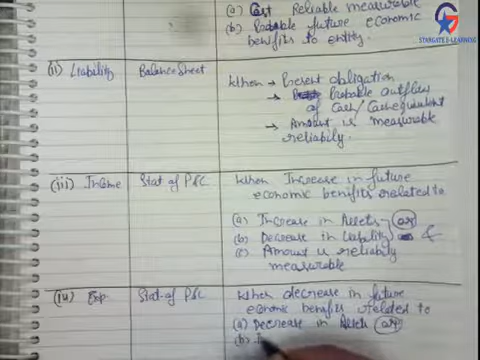 (a) Cost Reliable measurable
(b) Probable future economic
benefits to entity.
STARGATE E-LEARNING
(ii) Liability Balance Sheet When → Present obligation
→ Probable outflow
of Cash/Cash equivalent
→ Amount is measurable
reliabily.
(iii) Income Stat of P&L When Increase in future
economic benefits related to
(a) Increase in Assets - or
(b) Decrease in Liability
(c) Amount is reliabily
measurable
(iv) Exp Stat- of P&L When decrease in future
economic benefits related to
(a) Decrease in Assets or
(b)